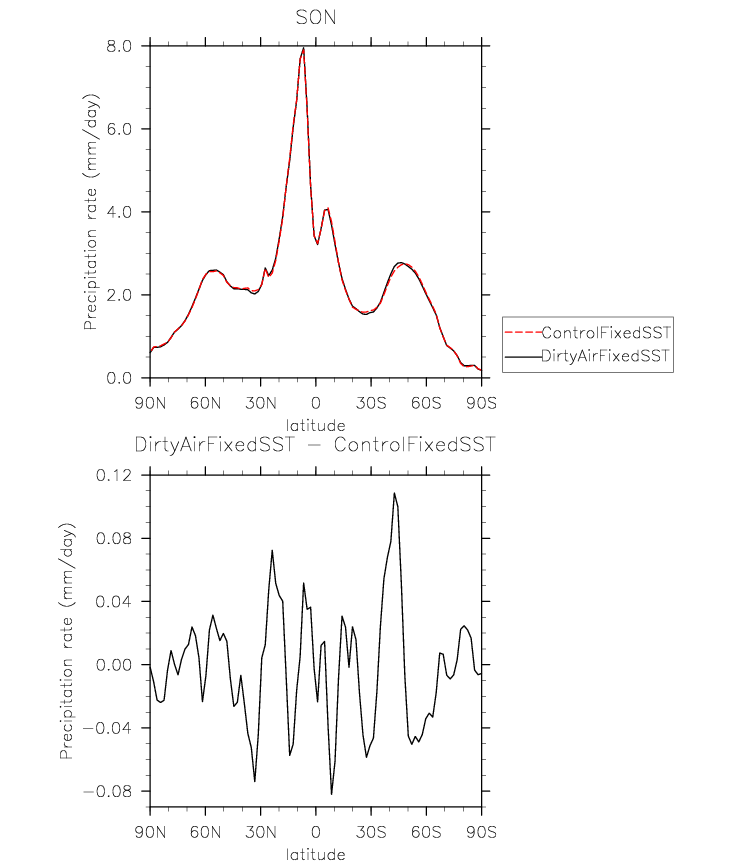 SON
8.0
6.0
4.0
2.0
0.0
Precipitation rate (mm/day)
90N 60N 30N 0 30S 60S 90S
latitude
ControlFixedSST
DirtyAirFixedSST
DirtyAirFixedSST − ControlFixedSST
0.12
0.08
0.04
0.00
−0.04
−0.08
Precipitation rate (mm/day)
90N 60N 30N 0 30S 60S 90S
latitude